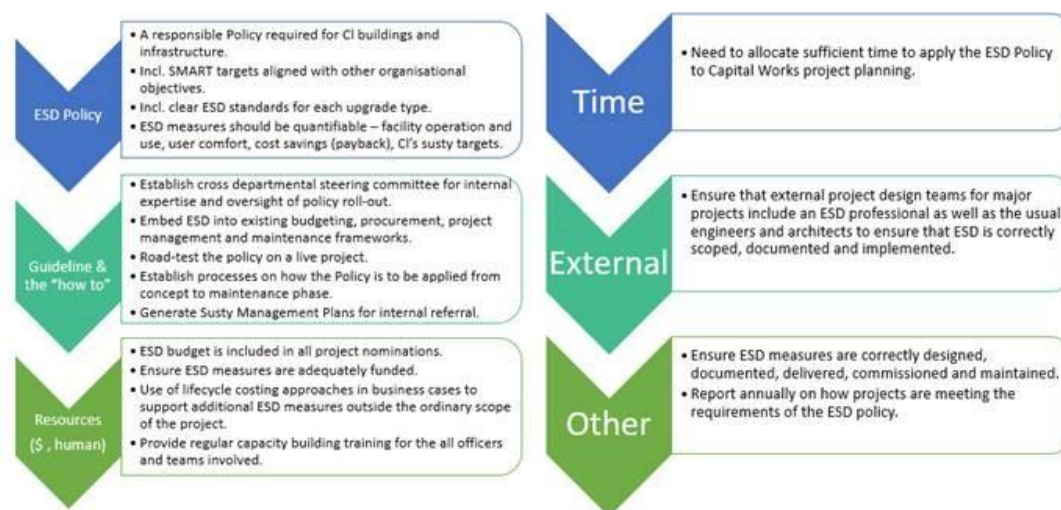 ESD Policy
• A responsible Policy required for CI buildings and
infrastructure.
• Incl. SMART targets aligned with other organisational
objectives.
• Incl. clear ESD standards for each upgrade type.
• ESD measures should be quantifiable – facility operation and
use, user comfort, cost savings (payback), CI's susty targets.
Guideline &
the "how to"
• Establish cross departmental steering committee for internal
expertise and oversight of policy roll-out.
• Embed ESD into existing budgeting, procurement, project
management and maintenance frameworks.
• Road-test the policy on a live project.
• Establish processes on how the Policy is to be applied from
concept to maintenance phase.
• Generate Susty Management Plans for internal referral.
Resources
($ , human)
• ESD budget is included in all project nominations.
• Ensure ESD measures are adequately funded.
• Use of lifecycle costing approaches in business cases to
support additional ESD measures outside the ordinary scope
of the project.
• Provide regular capacity building training for the all officers
and teams involved.
Time
• Need to allocate sufficient time to apply the ESD Policy
to Capital Works project planning.
External
• Ensure that external project design teams for major
projects include an ESD professional as well as the usual
engineers and architects to ensure that ESD is correctly
scoped, documented and implemented.
Other
• Ensure ESD measures are correctly designed,
documented, delivered, commissioned and maintained.
• Report annually on how projects are meeting the
requirements of the ESD policy.